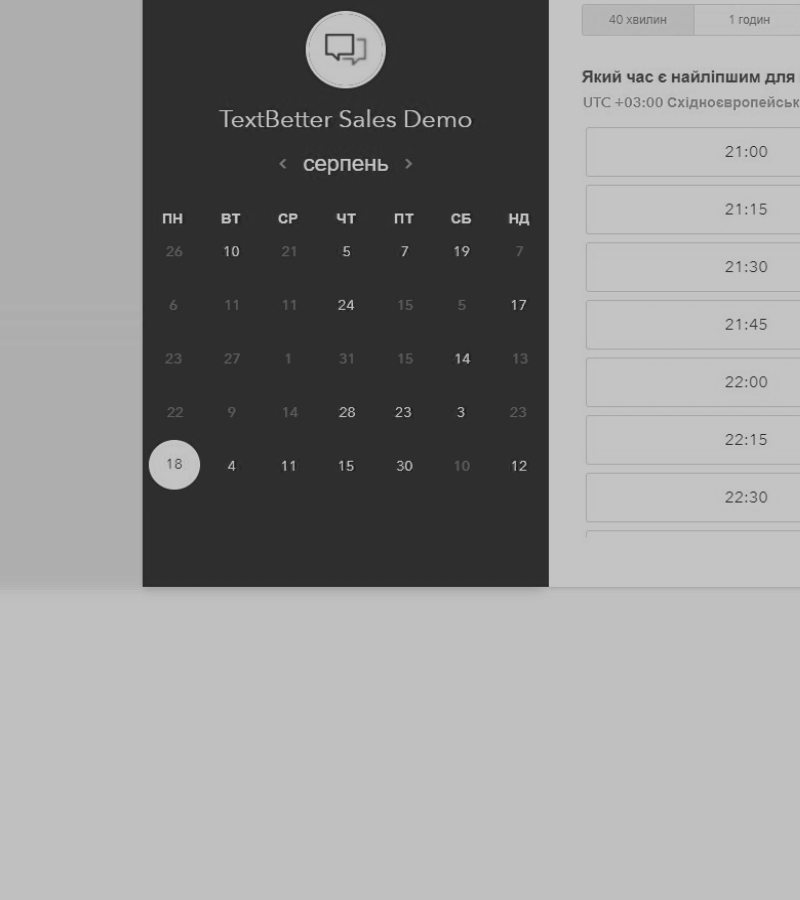 TextBetter Sales Demo
серпень
ПН ВТ СР ЧТ ПТ СБ НД
26 10 21 5 7 19 7
6 11 11 24 15 5 17
23 27 1 31 15 14 13
22 9 14 28 23 3 23
18 4 11 15 30 10 12
40 хвилин 1 годин
Який час є найліпшим для
UTC +03:00 Східноєвропейськ
21:00
21:15
21:30
21:45
22:00
22:15
22:30